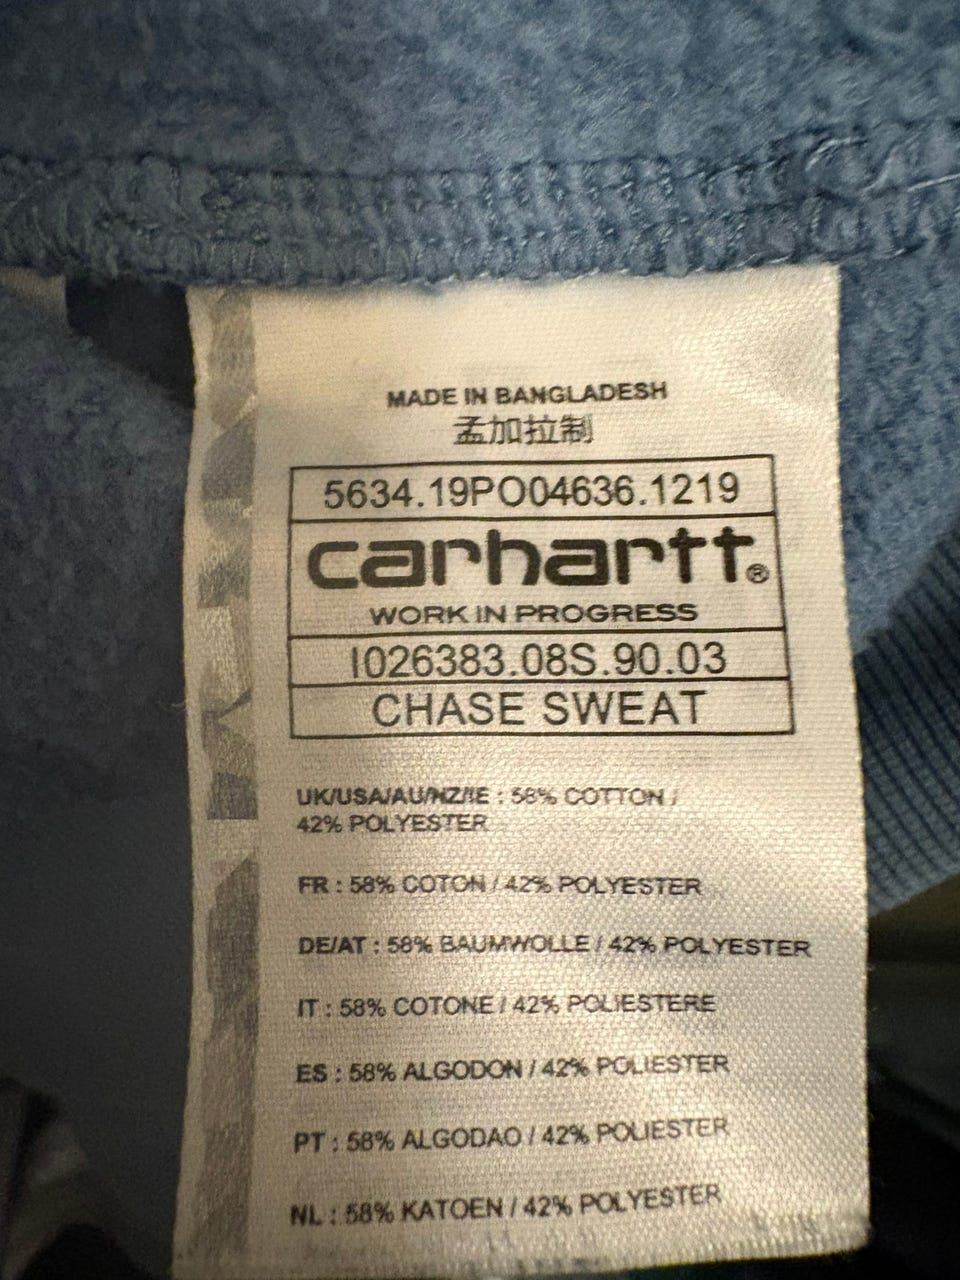 MADE IN BANGLADESH
孟加拉制
5634.19PO04636.1219
carhartt®
WORK IN PROGRESS
I026383.08S.90.03
CHASE SWEAT
UK/USA/AU/NZ/IE : 58% COTTON /
42% POLYESTER
FR : 58% COTON / 42% POLYESTER
DE/AT : 58% BAUMWOLLE / 42% POLYESTER
IT : 58% COTONE / 42% POLIESTERE
ES : 58% ALGODON / 42% POLIESTER
PT : 58% ALGODAO / 42% POLIESTER
NL : 58% KATOEN / 42% POLYESTER